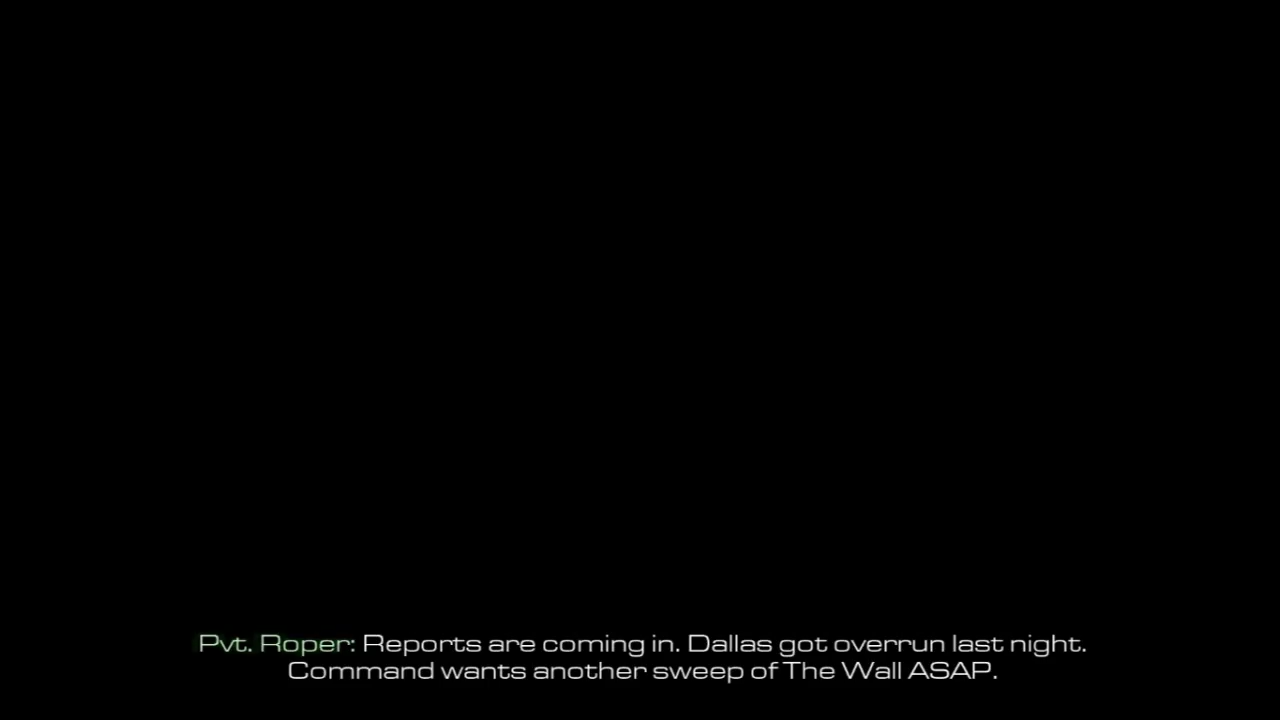 Pvt. Roper: Reports are coming in. Dallas got overrun last night.
Command wants another sweep of The Wall ASAP.